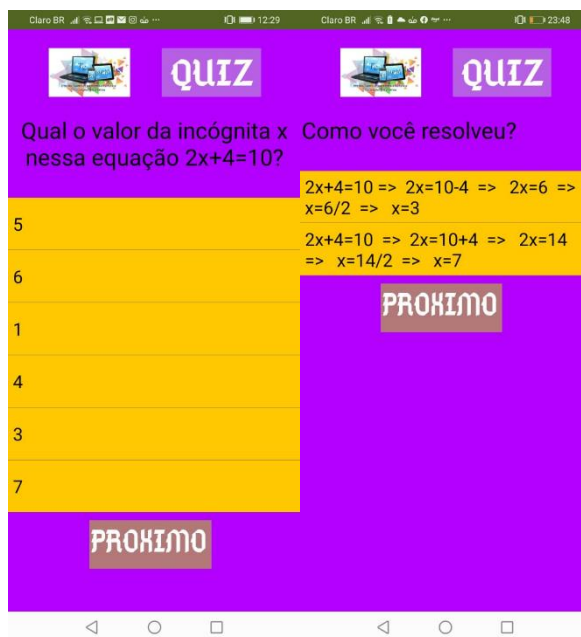 Claro BR 12:29
QUIZ
Qual o valor da incógnita x
nessa equação 2x+4=10?
5
6
1
4
3
7
PROXIMO
Claro BR 23:48
QUIZ
Como você resolveu?
2x+4=10 => 2x=10-4 => 2x=6 =>
x=6/2 => x=3
2x+4=10 => 2x=10+4 => 2x=14
=> x=14/2 => x=7
PROXIMO